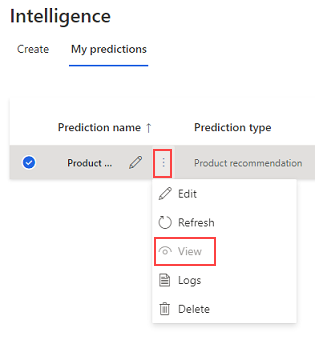 Intelligence
Create My predictions
Prediction name ↑ Prediction type
Product ... Product recommendation
Edit
Refresh
View
Logs
Delete